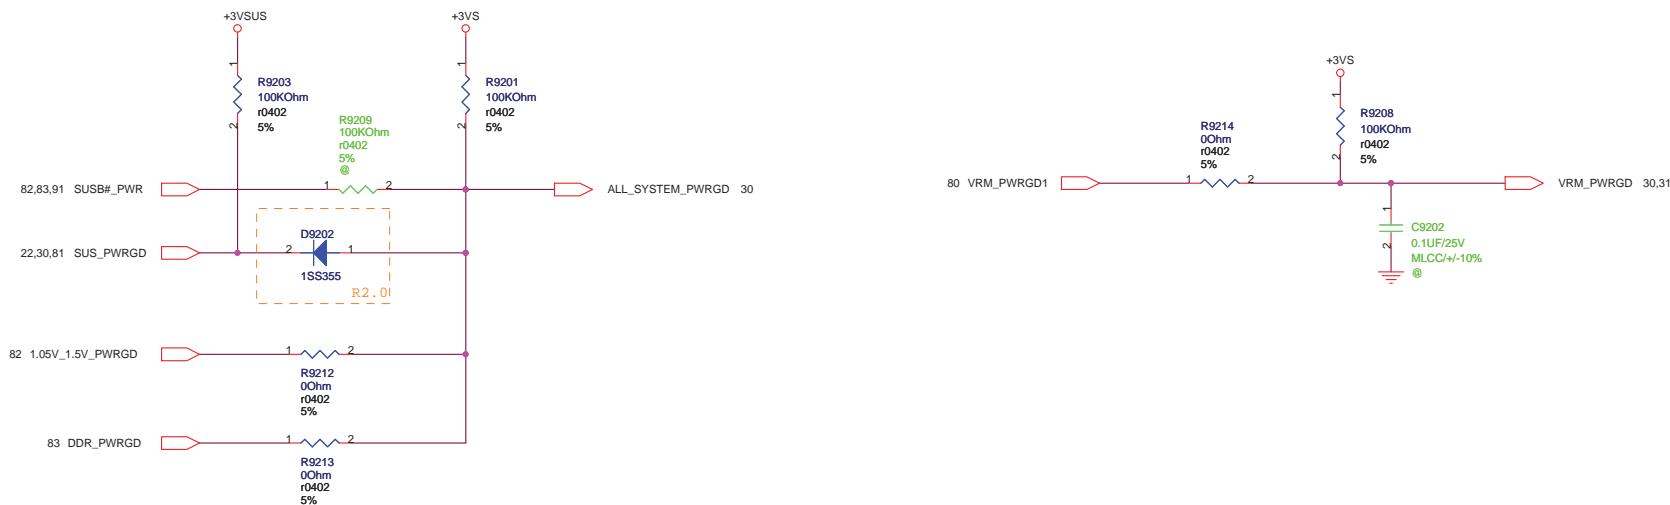 +3VSUS
+3VS
1
R9203
100KOhm
r0402
5%
2
1
R9201
100KOhm
r0402
5%
2
R9209
100KOhm
r0402
5%
@
82,83,91 SUSB#_PWR
1
2
ALL_SYSTEM_PWRGD 30
D9202
22,30,81 SUS_PWRGD
2
1
1SS355
R2.0
82 1.05V_1.5V_PWRGD
1
2
R9212
0Ohm
r0402
5%
83 DDR_PWRGD
1
2
R9213
0Ohm
r0402
5%
+3VS
1
R9208
100KOhm
r0402
5%
2
R9214
0Ohm
r0402
5%
80 VRM_PWRGD1
1
2
VRM_PWRGD 30,31
1
C9202
0.1UF/25V
MLCC/+/-10%
@
2